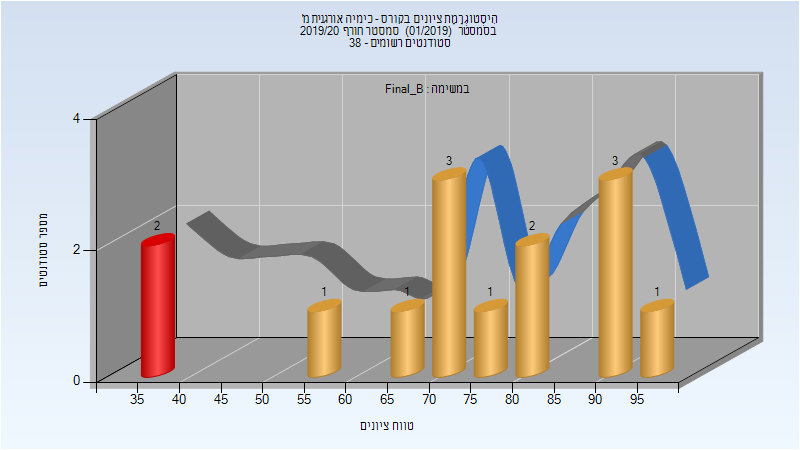 היסטוגרמת ציונים בקורס - כימיה אורגנית מ'
בסמסטר (01/2019) סמסטר חורף 2019/20
סטודנטים רשומים - 38
במשימה : Final_B
מספר סטודנטים
4
2
0
2
1
1
3
1
2
3
1
35 40 45 50 55 60 65 70 75 80 85 90 95
טווח ציונים